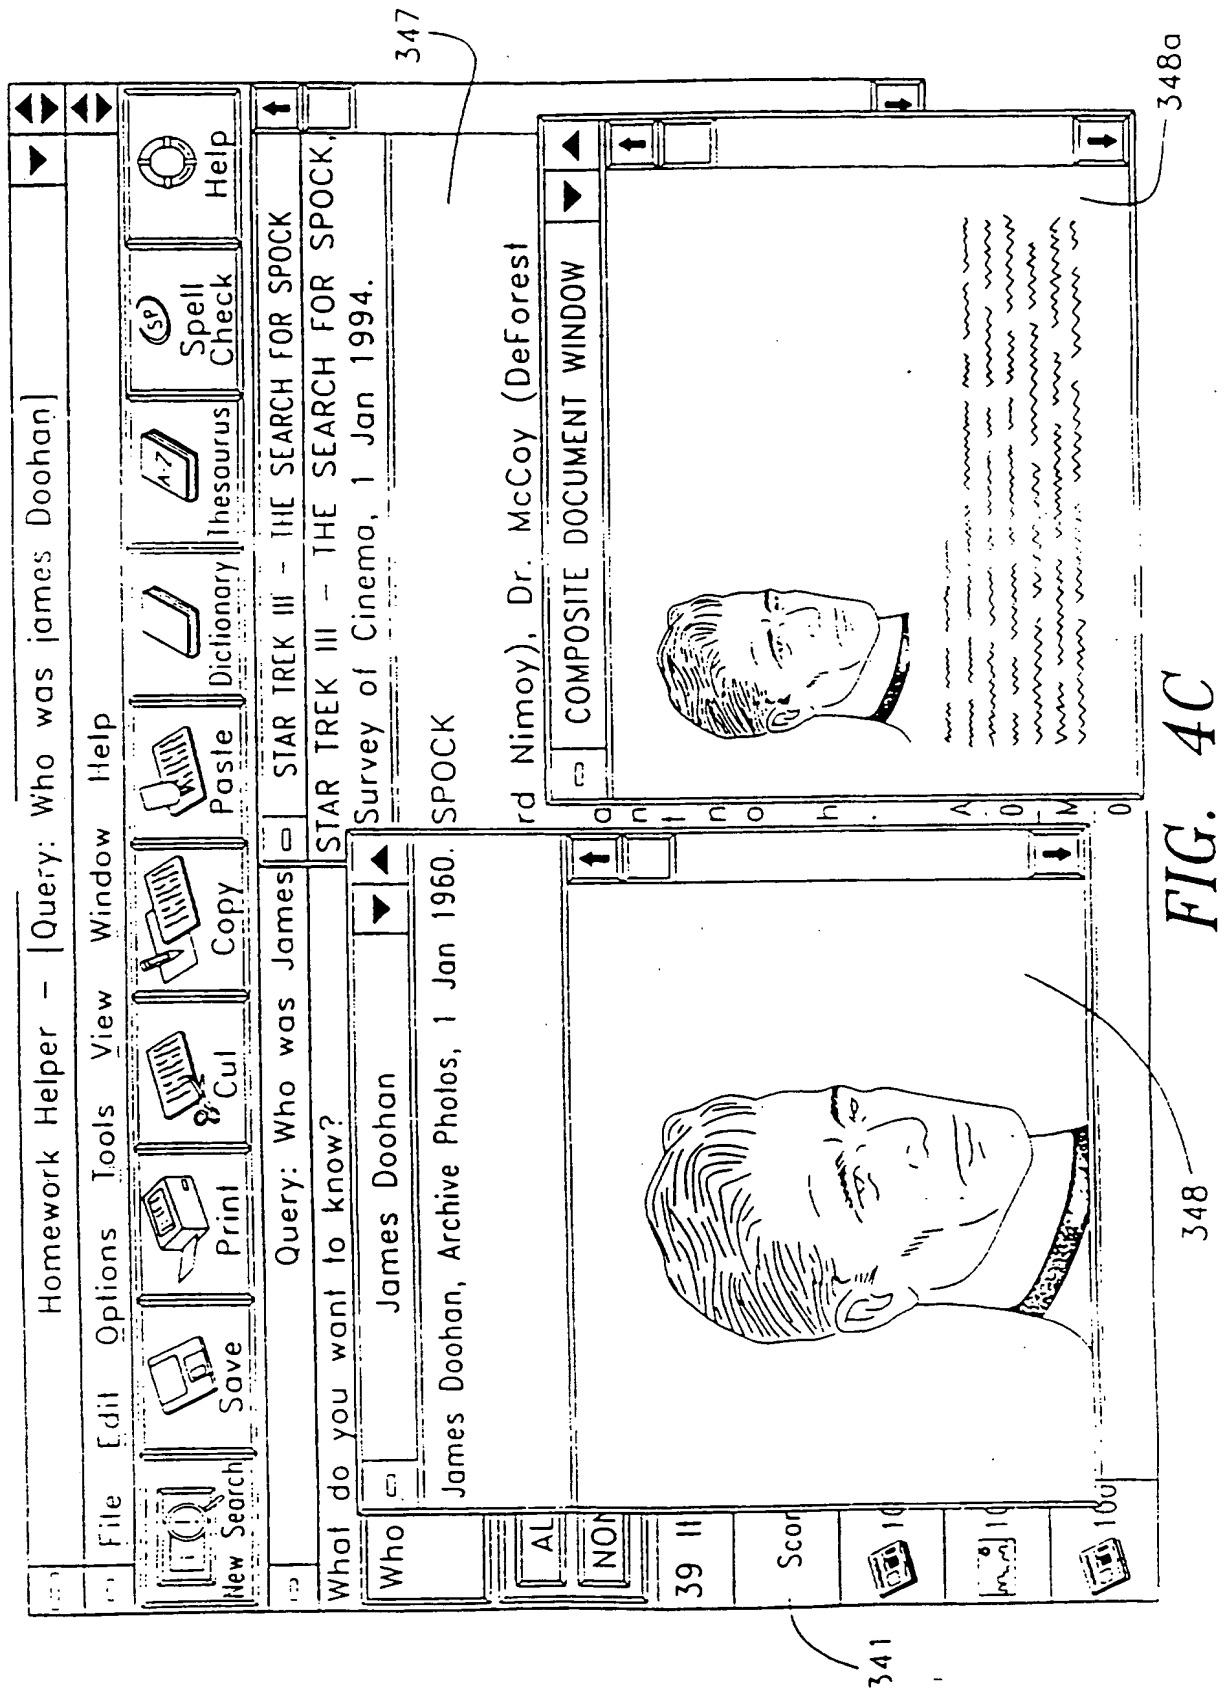 Homework Helper - [Query: Who was james Doohan]
File Edit Options Tools View Window Help
New Search Save Print Cut Copy Paste Dictionary Thesaurus Spell Check Help
SP
A-Z
Query: Who was James
STAR TREK III - THE SEARCH FOR SPOCK
What do you want to know?
STAR TREK III - THE SEARCH FOR SPOCK,
Survey of Cinema, 1 Jan 1994.
Who
James Doohan
James Doohan, Archive Photos, 1 Jan 1960.
SPOCK
rd Nimoy), Dr. McCoy (DeForest
COMPOSITE DOCUMENT WINDOW
AL
NON
39
Scor
10
10
100
347
348a
348
341
FIG. 4C